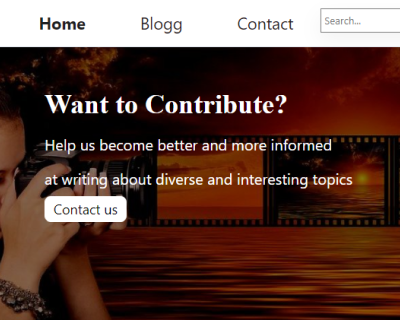 Home Blogg Contact Search...
Want to Contribute?
Help us become better and more informed
at writing about diverse and interesting topics
Contact us